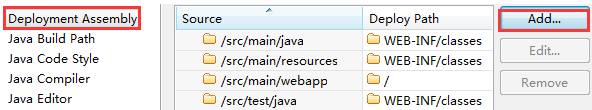 Deployment Assembly
Java Build Path
Java Code Style
Java Compiler
Java Editor
Source Deploy Path
/src/main/java WEB-INF/classes
/src/main/resources WEB-INF/classes
/src/main/webapp /
/src/test/java WEB-INF/classes
Add...
Edit...
Remove